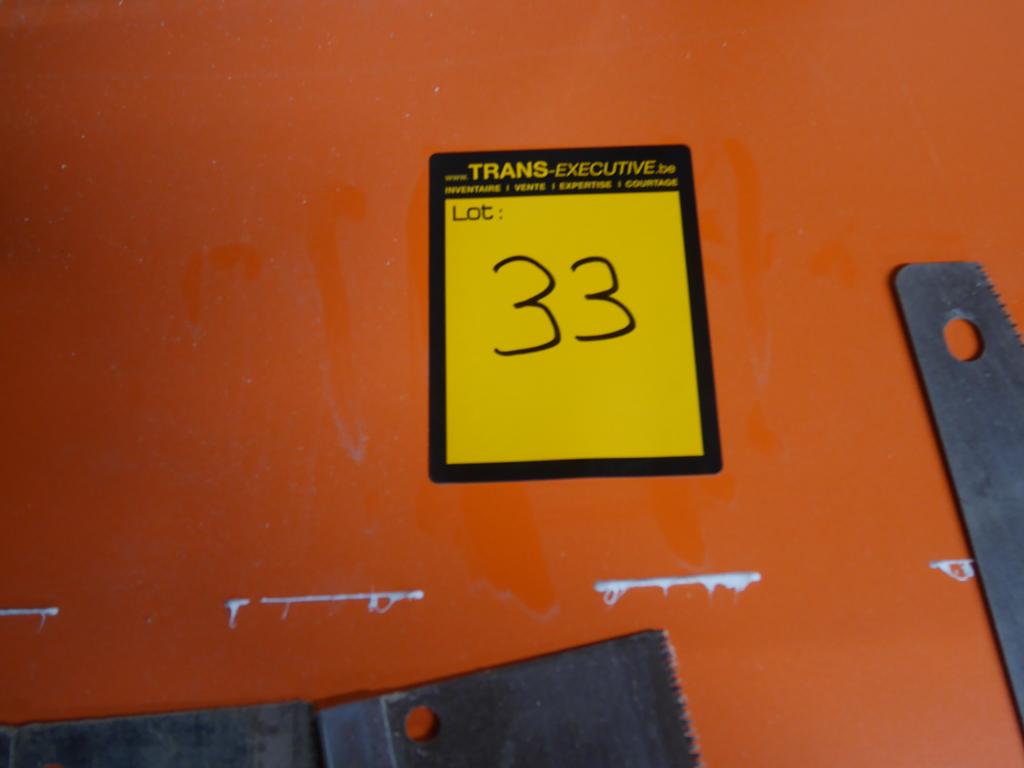 www.TRANS-EXECUTIVE.be
INVENTAIRE I VENTE I EXPERTISE I COURTAGE
Lot:
33